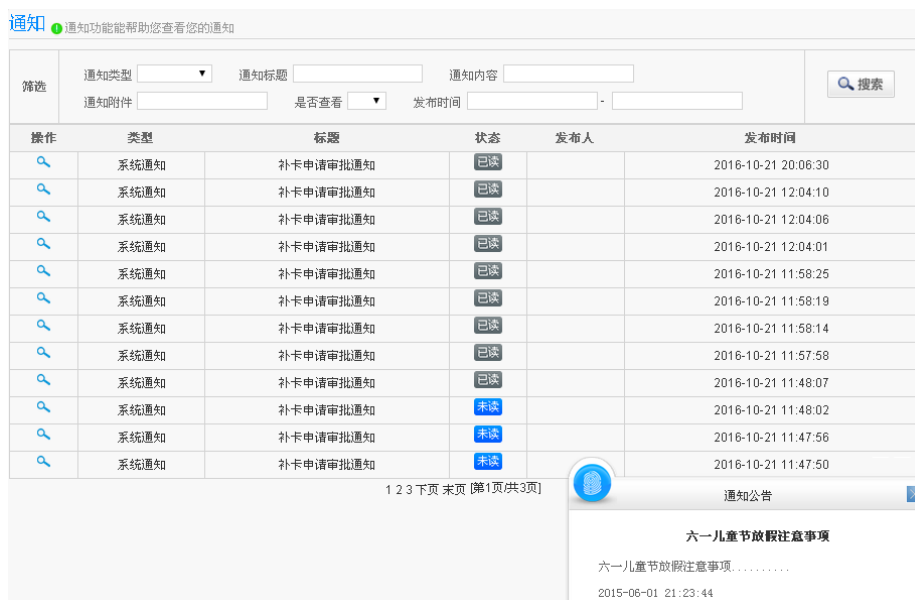 通知 通知功能能帮助您查看您的通知
筛选 通知类型 通知标题 通知内容 搜索
通知附件 是否查看 发布时间 -
操作 类型 标题 状态 发布人 发布时间
系统通知 补卡申请审批通知 已读 2016-10-21 20:06:30
系统通知 补卡申请审批通知 已读 2016-10-21 12:04:10
系统通知 补卡申请审批通知 已读 2016-10-21 12:04:06
系统通知 补卡申请审批通知 已读 2016-10-21 12:04:01
系统通知 补卡申请审批通知 已读 2016-10-21 11:58:25
系统通知 补卡申请审批通知 已读 2016-10-21 11:58:19
系统通知 补卡申请审批通知 已读 2016-10-21 11:58:14
系统通知 补卡申请审批通知 已读 2016-10-21 11:57:58
系统通知 补卡申请审批通知 已读 2016-10-21 11:48:07
系统通知 补卡申请审批通知 未读 2016-10-21 11:48:02
系统通知 补卡申请审批通知 未读 2016-10-21 11:47:56
系统通知 补卡申请审批通知 未读 2016-10-21 11:47:50
1 2 3 下页 末页 [第1页/共3页]
通知公告
六一儿童节放假注意事项
六一儿童节放假注意事项..........
2015-06-01 21:23:44